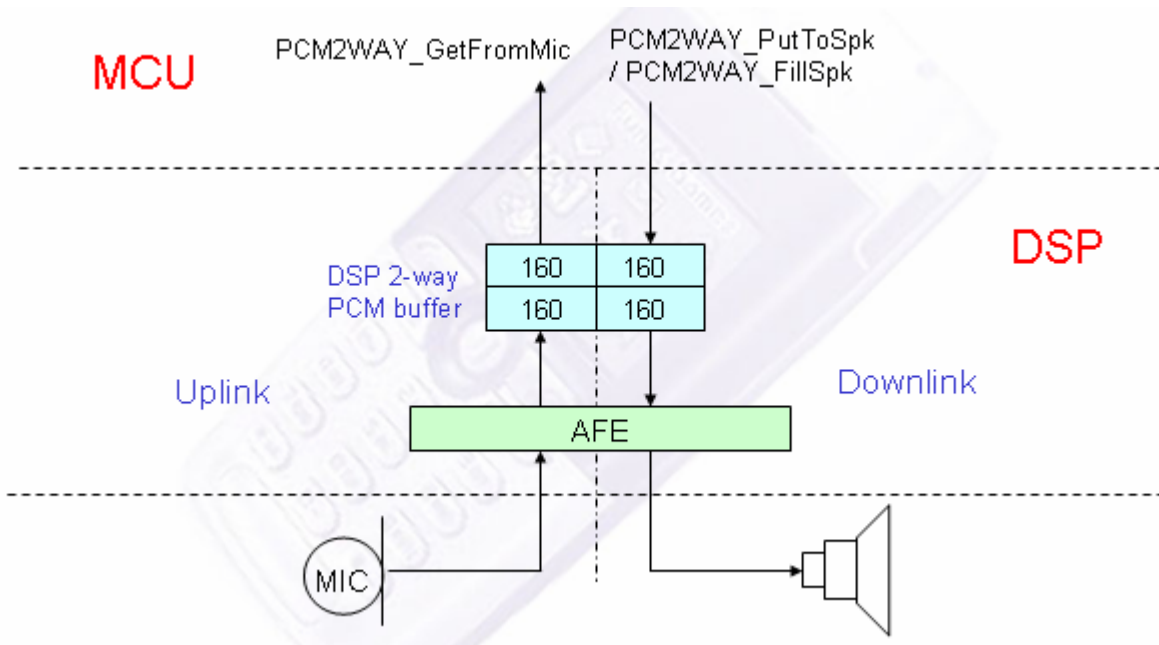 MCU
PCM2WAY_GetFromMic
PCM2WAY_PutToSpk
/ PCM2WAY_FillSpk
DSP
DSP 2-way
PCM buffer
160
160
160
160
Uplink
Downlink
AFE
MIC